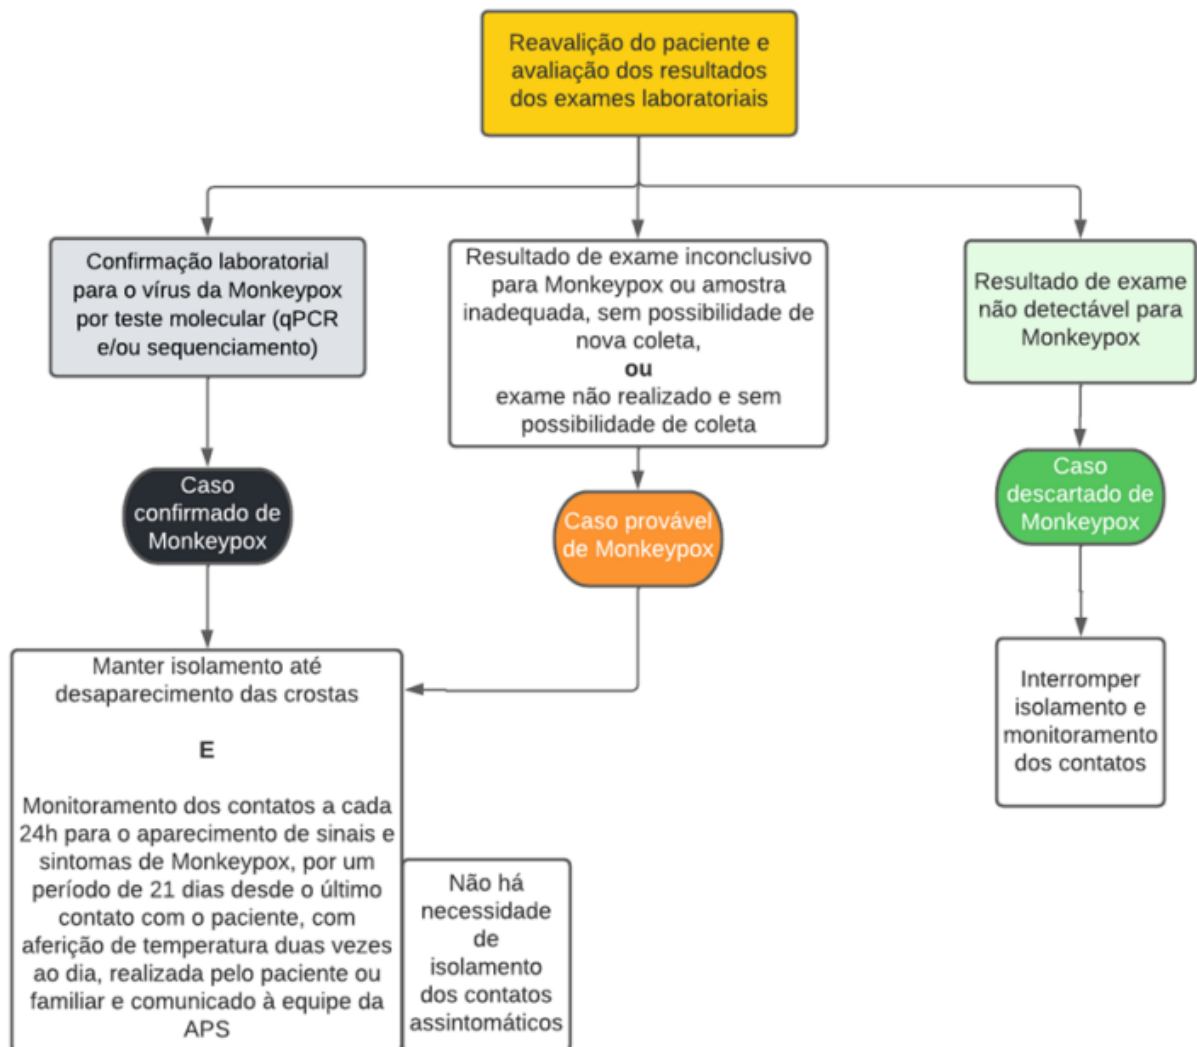 Reavalição do paciente e
avaliação dos resultados
dos exames laboratoriais
Confirmação laboratorial
para o vírus da Monkeypox
por teste molecular (qPCR
e/ou sequenciamento)
Resultado de exame inconclusivo
para Monkeypox ou amostra
inadequada, sem possibilidade de
nova coleta,
ou
exame não realizado e sem
possibilidade de coleta
Resultado de exame
não detectável para
Monkeypox
Caso
confirmado de
Monkeypox
Caso provável
de Monkeypox
Caso
descartado de
Monkeypox
Manter isolamento até
desaparecimento das crostas
E
Monitoramento dos contatos a cada
24h para o aparecimento de sinais e
sintomas de Monkeypox, por um
período de 21 dias desde o último
contato com o paciente, com
aferição de temperatura duas vezes
ao dia, realizada pelo paciente ou
familiar e comunicado à equipe da
APS
Não há
necessidade
de
isolamento
dos contatos
assintomáticos
Interromper
isolamento e
monitoramento
dos contatos